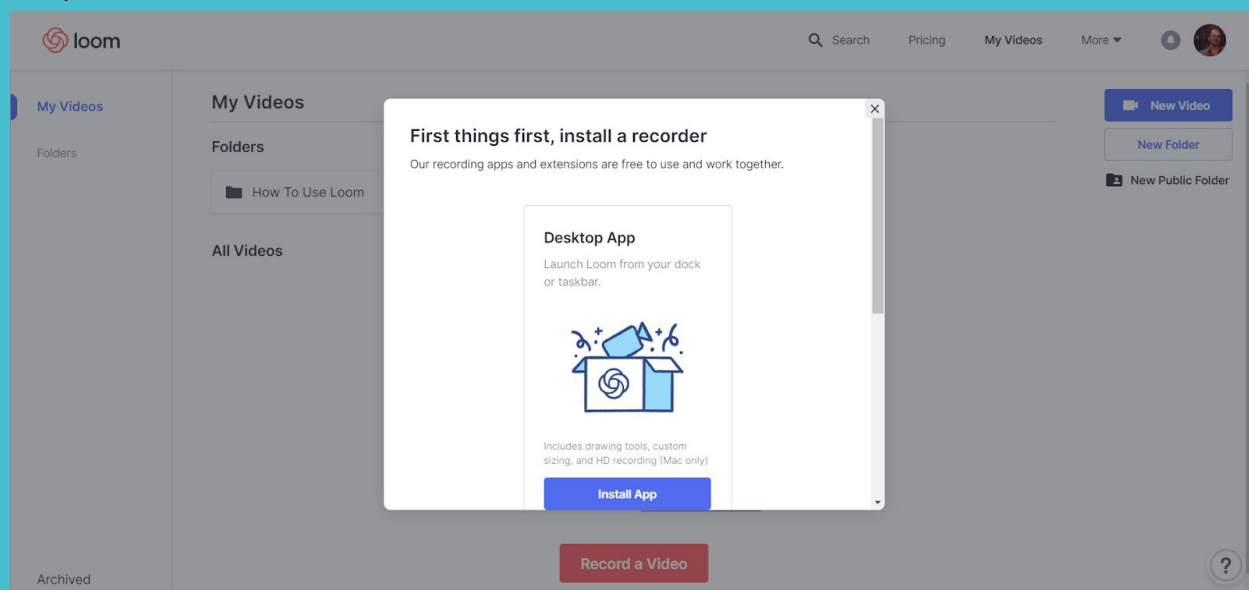 loom
Search
Pricing
My Videos
More
My Videos
Folders
Archived
My Videos
Folders
How To Use Loom
All Videos
First things first, install a recorder
Our recording apps and extensions are free to use and work together.
Desktop App
Launch Loom from your dock
or taskbar.
Includes drawing tools, custom
sizing, and HD recording (Mac only)
Install App
Record a Video
New Video
New Folder
New Public Folder
?